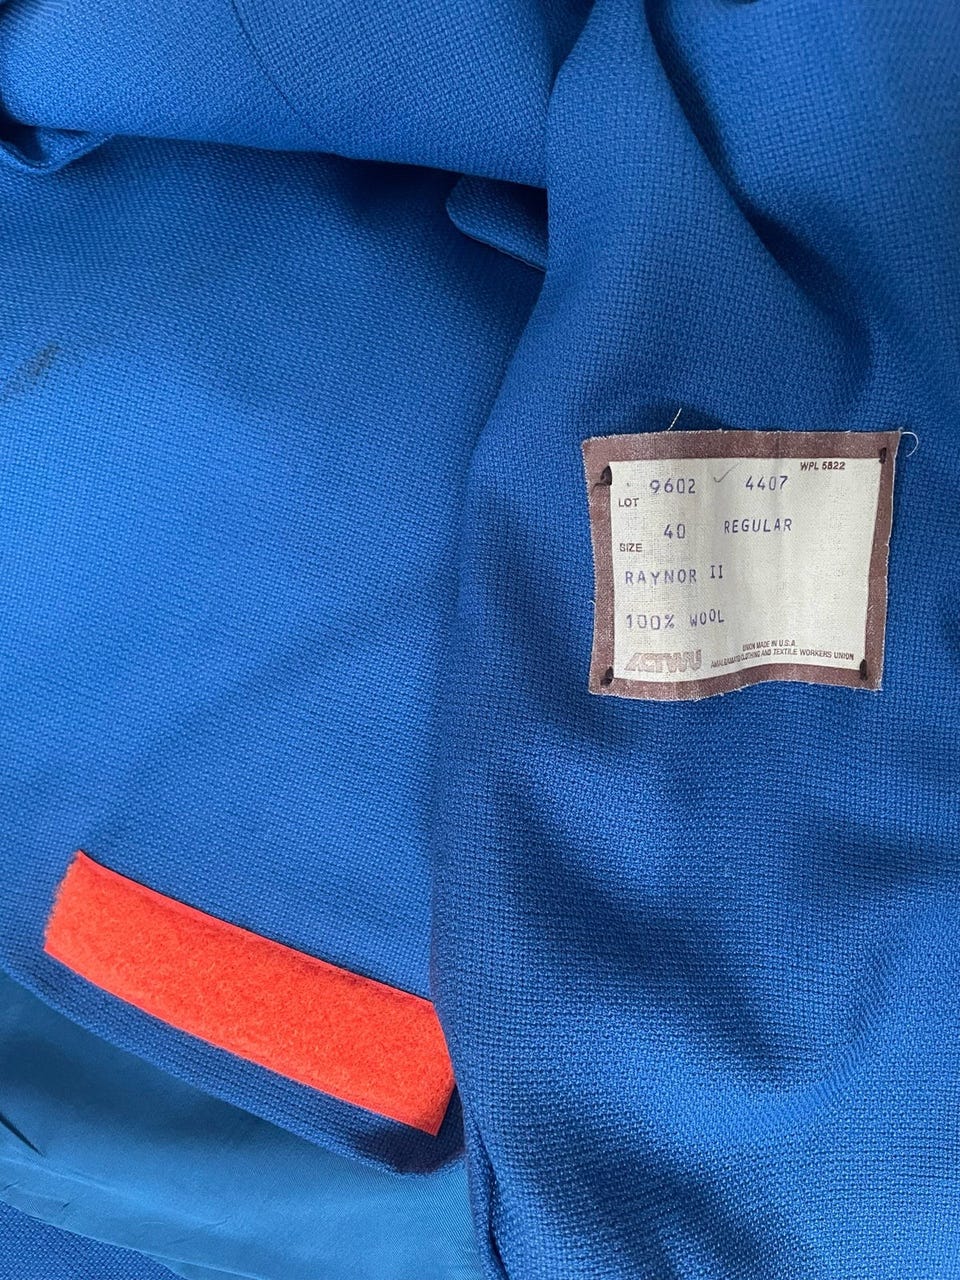 WPL 5822
LOT 9602 4407
SIZE 40 REGULAR
RAYNOR II
100% WOOL
ACTWU
UNION MADE IN U.S.A.
AMALGAMATED CLOTHING AND TEXTILE WORKERS UNION